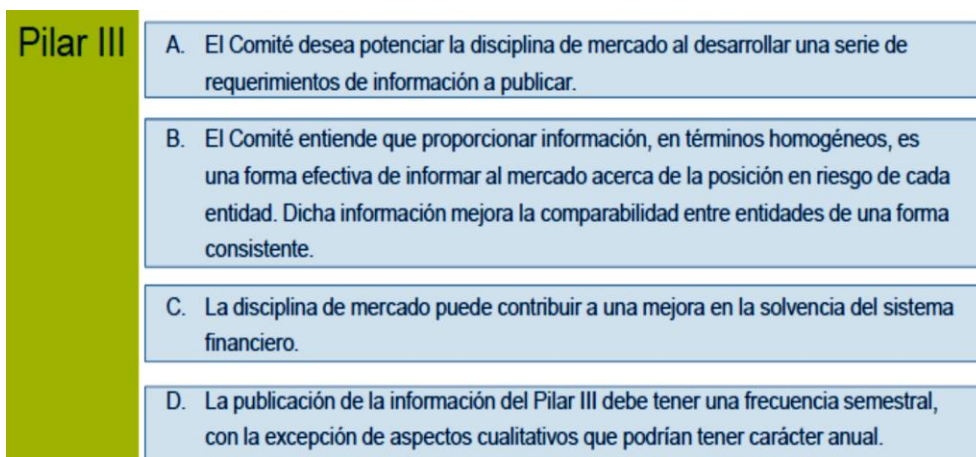 Pilar III
A. El Comité desea potenciar la disciplina de mercado al desarrollar una serie de
requerimientos de información a publicar.
B. El Comité entiende que proporcionar información, en términos homogéneos, es
una forma efectiva de informar al mercado acerca de la posición en riesgo de cada
entidad. Dicha información mejora la comparabilidad entre entidades de una forma
consistente.
C. La disciplina de mercado puede contribuir a una mejora en la solvencia del sistema
financiero.
D. La publicación de la información del Pilar III debe tener una frecuencia semestral,
con la excepción de aspectos cualitativos que podrían tener carácter anual.